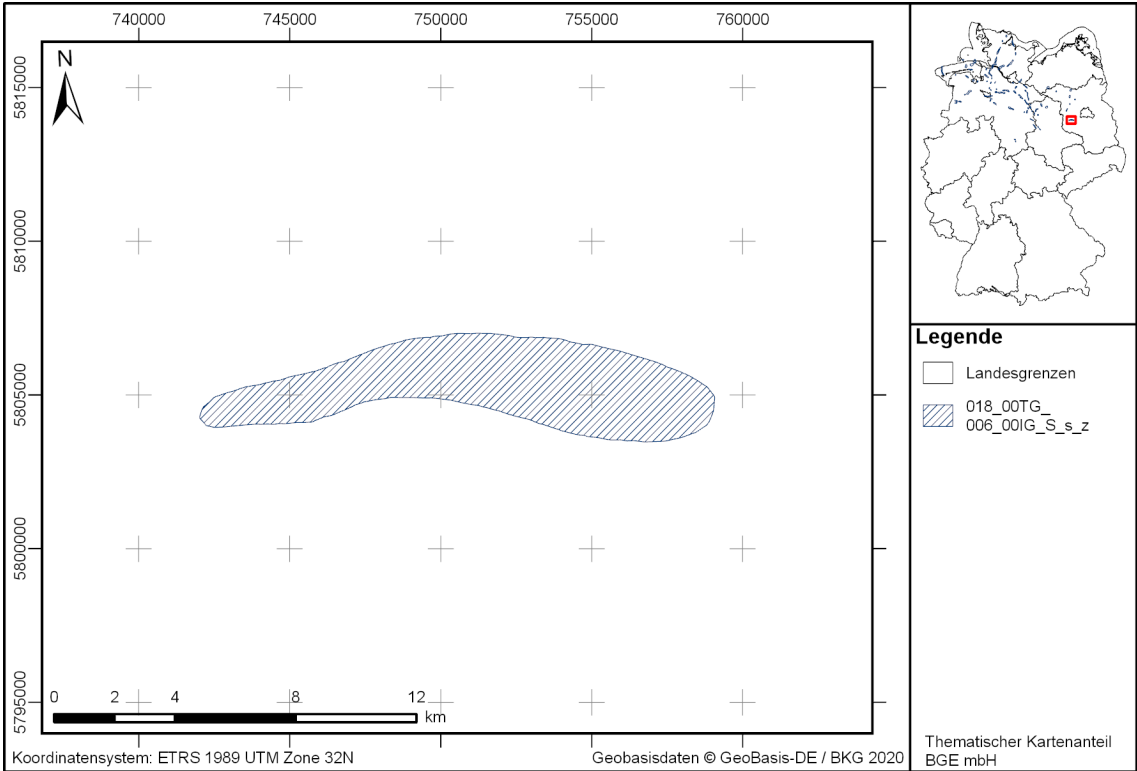 740000 745000 750000 755000 760000
N
5815000
5810000
5805000
5800000
5795000
0 2 4 8 12
km
Koordinatensystem: ETRS 1989 UTM Zone 32N
Geobasisdaten © GeoBasis-DE / BKG 2020
Legende
Landesgrenzen
018_00TG_
006_00IG_S_s_z
Thematischer Kartenanteil
BGE mbH